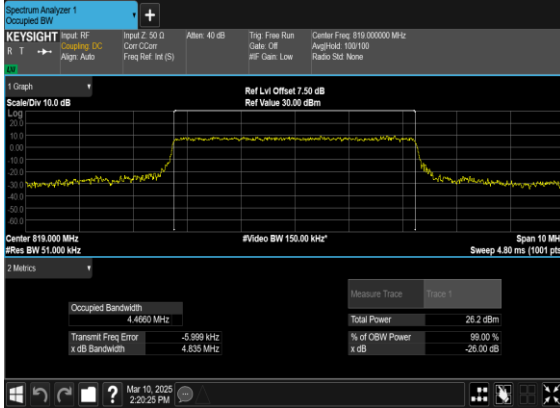 Spectrum Analyzer 1
Occupied BW
+
KEYSIGHT Input: RF Input Z: 50 Ω Atten: 40 dB Trig: Free Run Center Freq: 819.000000 MHz
R T Coupling: DC Corr CCorr Gate: Off Avg|Hold: 100/100
Align: Auto Freq Ref: Int (S) #IF Gain: Low Radio Std: None
1 Graph
Ref Lvl Offset 7.50 dB
Scale/Div 10.0 dB Ref Value 30.00 dBm
Log
20.0
10.0
0.00
-10.0
-20.0
-30.0
-40.0
-50.0
-60.0
Center 819.000 MHz #Video BW 150.00 kHz* Span 10 MH
#Res BW 51.000 kHz Sweep 4.80 ms (1001 pts
2 Metrics
Measure Trace Trace 1
Occupied Bandwidth
4.4660 MHz Total Power 26.2 dBm
Transmit Freq Error -5.999 kHz % of OBW Power 99.00 %
x dB Bandwidth 4.835 MHz x dB -26.00 dB
?
Mar 10, 2025
2:20:25 PM